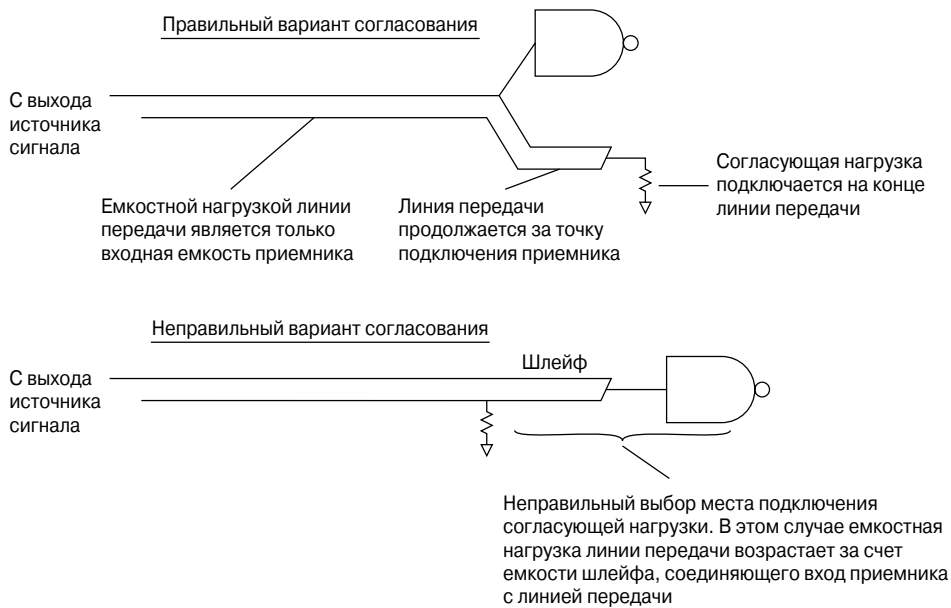 Правильный вариант согласования
С выхода
источника
сигнала
Емкостной нагрузкой линии
передачи является только
входная емкость приемника
Линия передачи
продолжается за точку
подключения приемника
Согласующая нагрузка
подключается на конце
линии передачи
Неправильный вариант согласования
С выхода
источника
сигнала
Шлейф
Неправильный выбор места подключения
согласующей нагрузки. В этом случае емкостная
нагрузка линии передачи возрастает за счет
емкости шлейфа, соединяющего вход приемника
с линией передачи